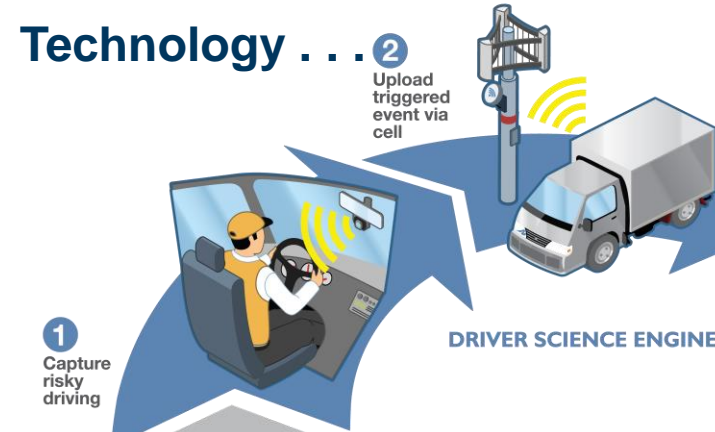 Technology . . .
2
Upload
triggered
event via
cell
1
Capture
risky
driving
DRIVER SCIENCE ENGINE